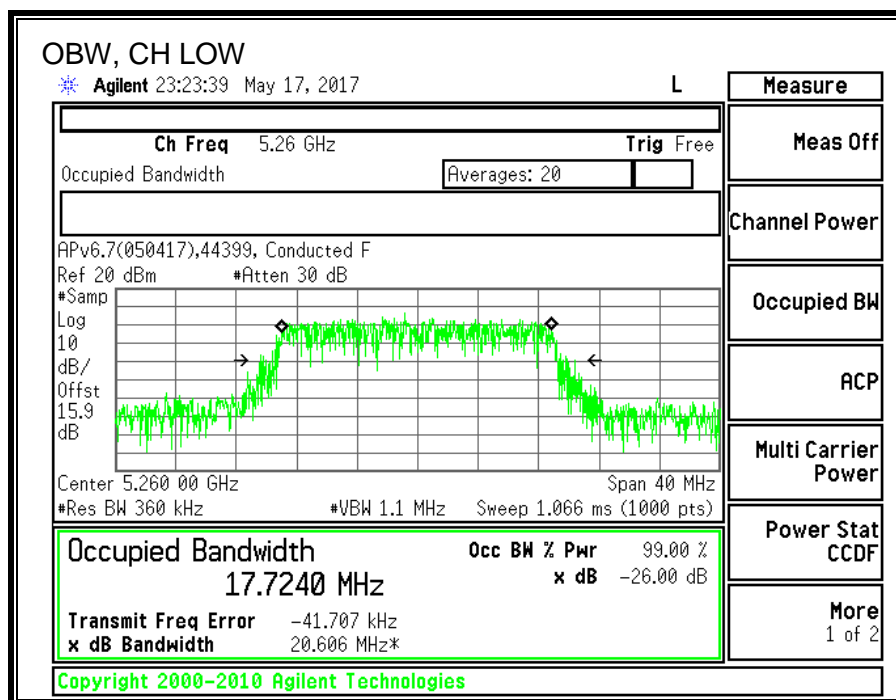 OBW, CH LOW
Agilent 23:23:39 May 17, 2017 L
Measure
Ch Freq 5.26 GHz Trig Free
Meas Off
Occupied Bandwidth Averages: 20
Channel Power
APv6.7(050417),44399, Conducted F
Ref 20 dBm #Atten 30 dB
#Samp
Log
10
dB/
Offst
15.9
dB
Occupied BW
ACP
Multi Carrier
Power
Center 5.260 00 GHz Span 40 MHz
#Res BW 360 kHz #VBW 1.1 MHz Sweep 1.066 ms (1000 pts)
Power Stat
CCDF
Occupied Bandwidth Occ BW % Pwr 99.00 %
17.7240 MHz x dB -26.00 dB
Transmit Freq Error -41.707 kHz
x dB Bandwidth 20.606 MHz*
More
1 of 2
Copyright 2000-2010 Agilent Technologies